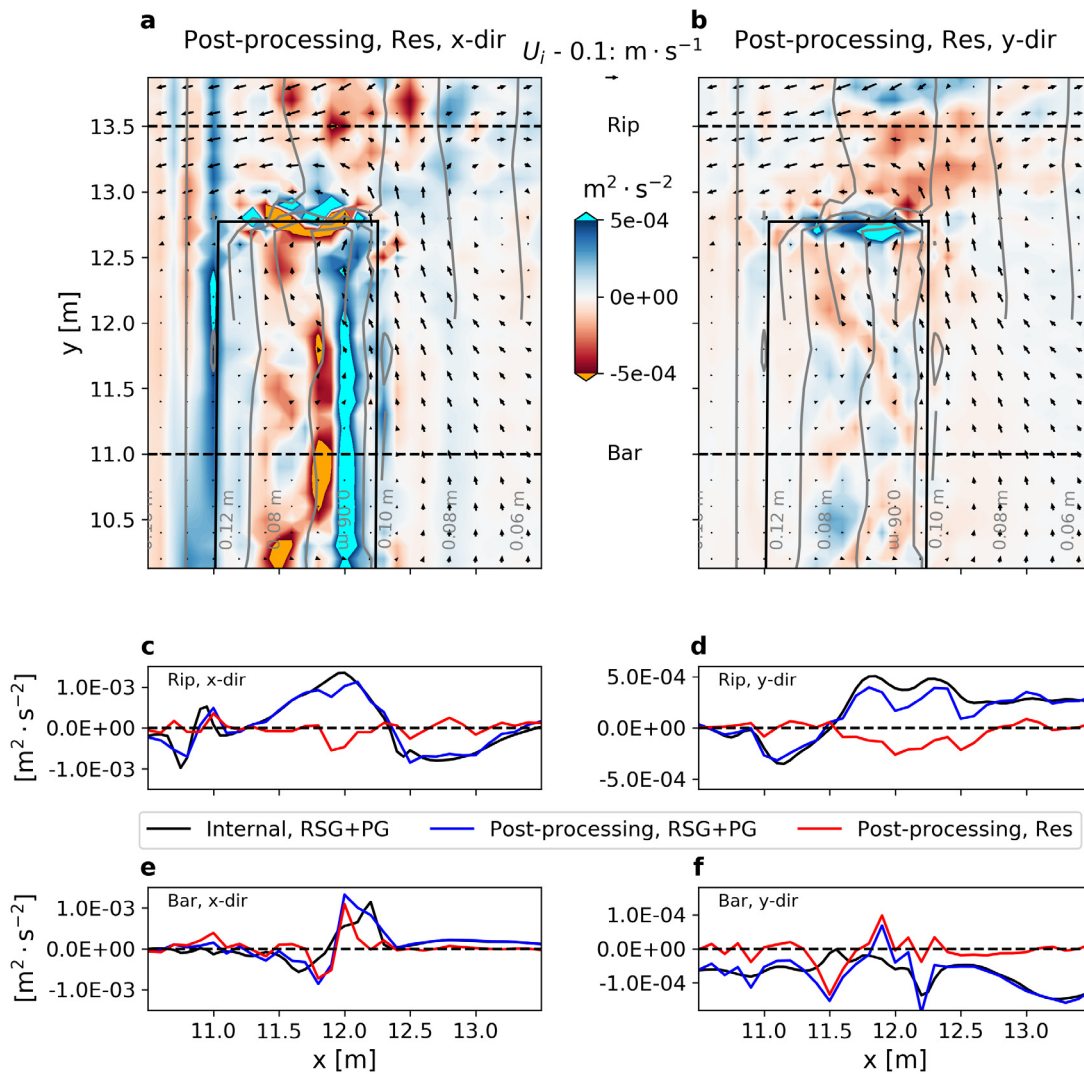 a
Post-processing, Res, x-dir
U_i - 0.1: m · s⁻¹
b
Post-processing, Res, y-dir
y [m]
13.5
13.0
12.5
12.0
11.5
11.0
10.5
0.12 m
0.08 m
0.06 m
0.10 m
0.08 m
0.06 m
Rip
m² · s⁻²
5e-04
0e+00
-5e-04
Bar
0.12 m
0.08 m
0.06 m
0.10 m
0.08 m
0.06 m
c
Rip, x-dir
[m² · s⁻²]
1.0E-03
0.0E+00
-1.0E-03
d
Rip, y-dir
5.0E-04
0.0E+00
-5.0E-04
Internal, RSG+PG
Post-processing, RSG+PG
Post-processing, Res
e
Bar, x-dir
[m² · s⁻²]
1.0E-03
0.0E+00
-1.0E-03
11.0 11.5 12.0 12.5 13.0
x [m]
f
Bar, y-dir
1.0E-04
0.0E+00
-1.0E-04
11.0 11.5 12.0 12.5 13.0
x [m]